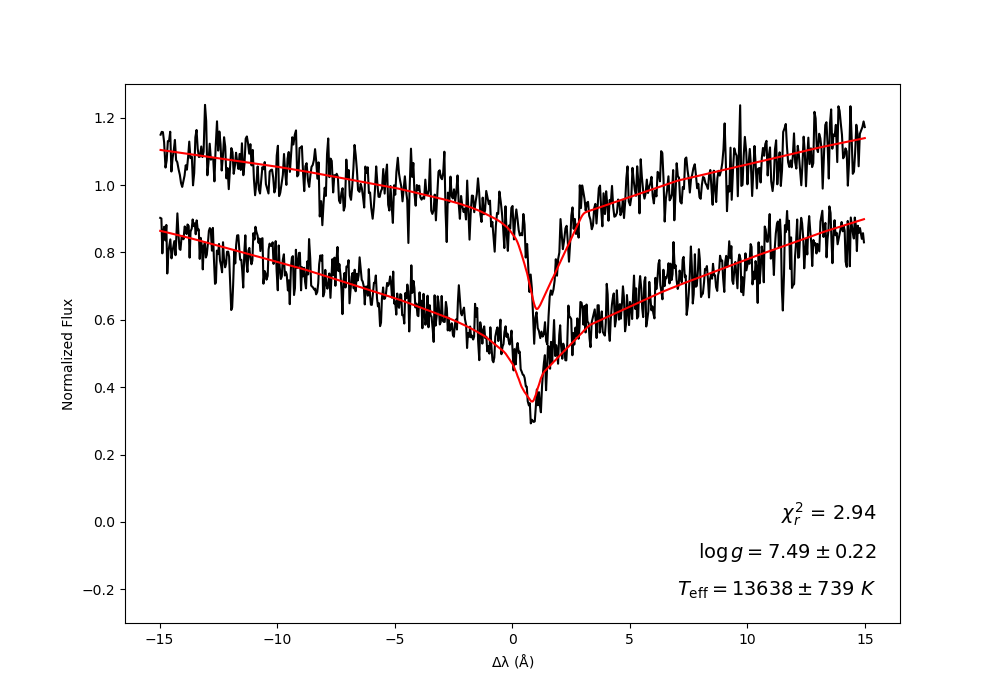 1.2
1.0
0.8
0.6
0.4
0.2
0.0
−0.2
Normalized Flux
χ²ᵣ = 2.94
log g = 7.49 ± 0.22
T_eff = 13638 ± 739 K
−15 −10 −5 0 5 10 15
Δλ (Å)